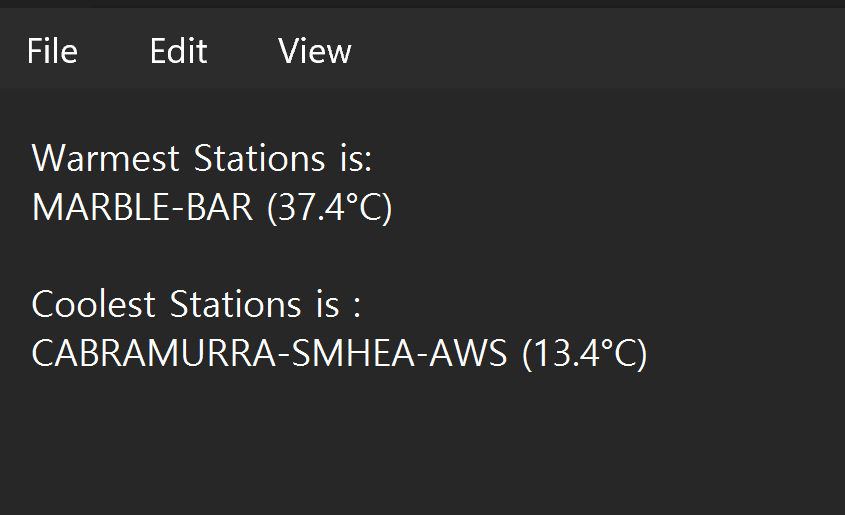 File Edit View
Warmest Stations is:
MARBLE-BAR (37.4°C)
Coolest Stations is :
CABRAMURRA-SMHEA-AWS (13.4°C)